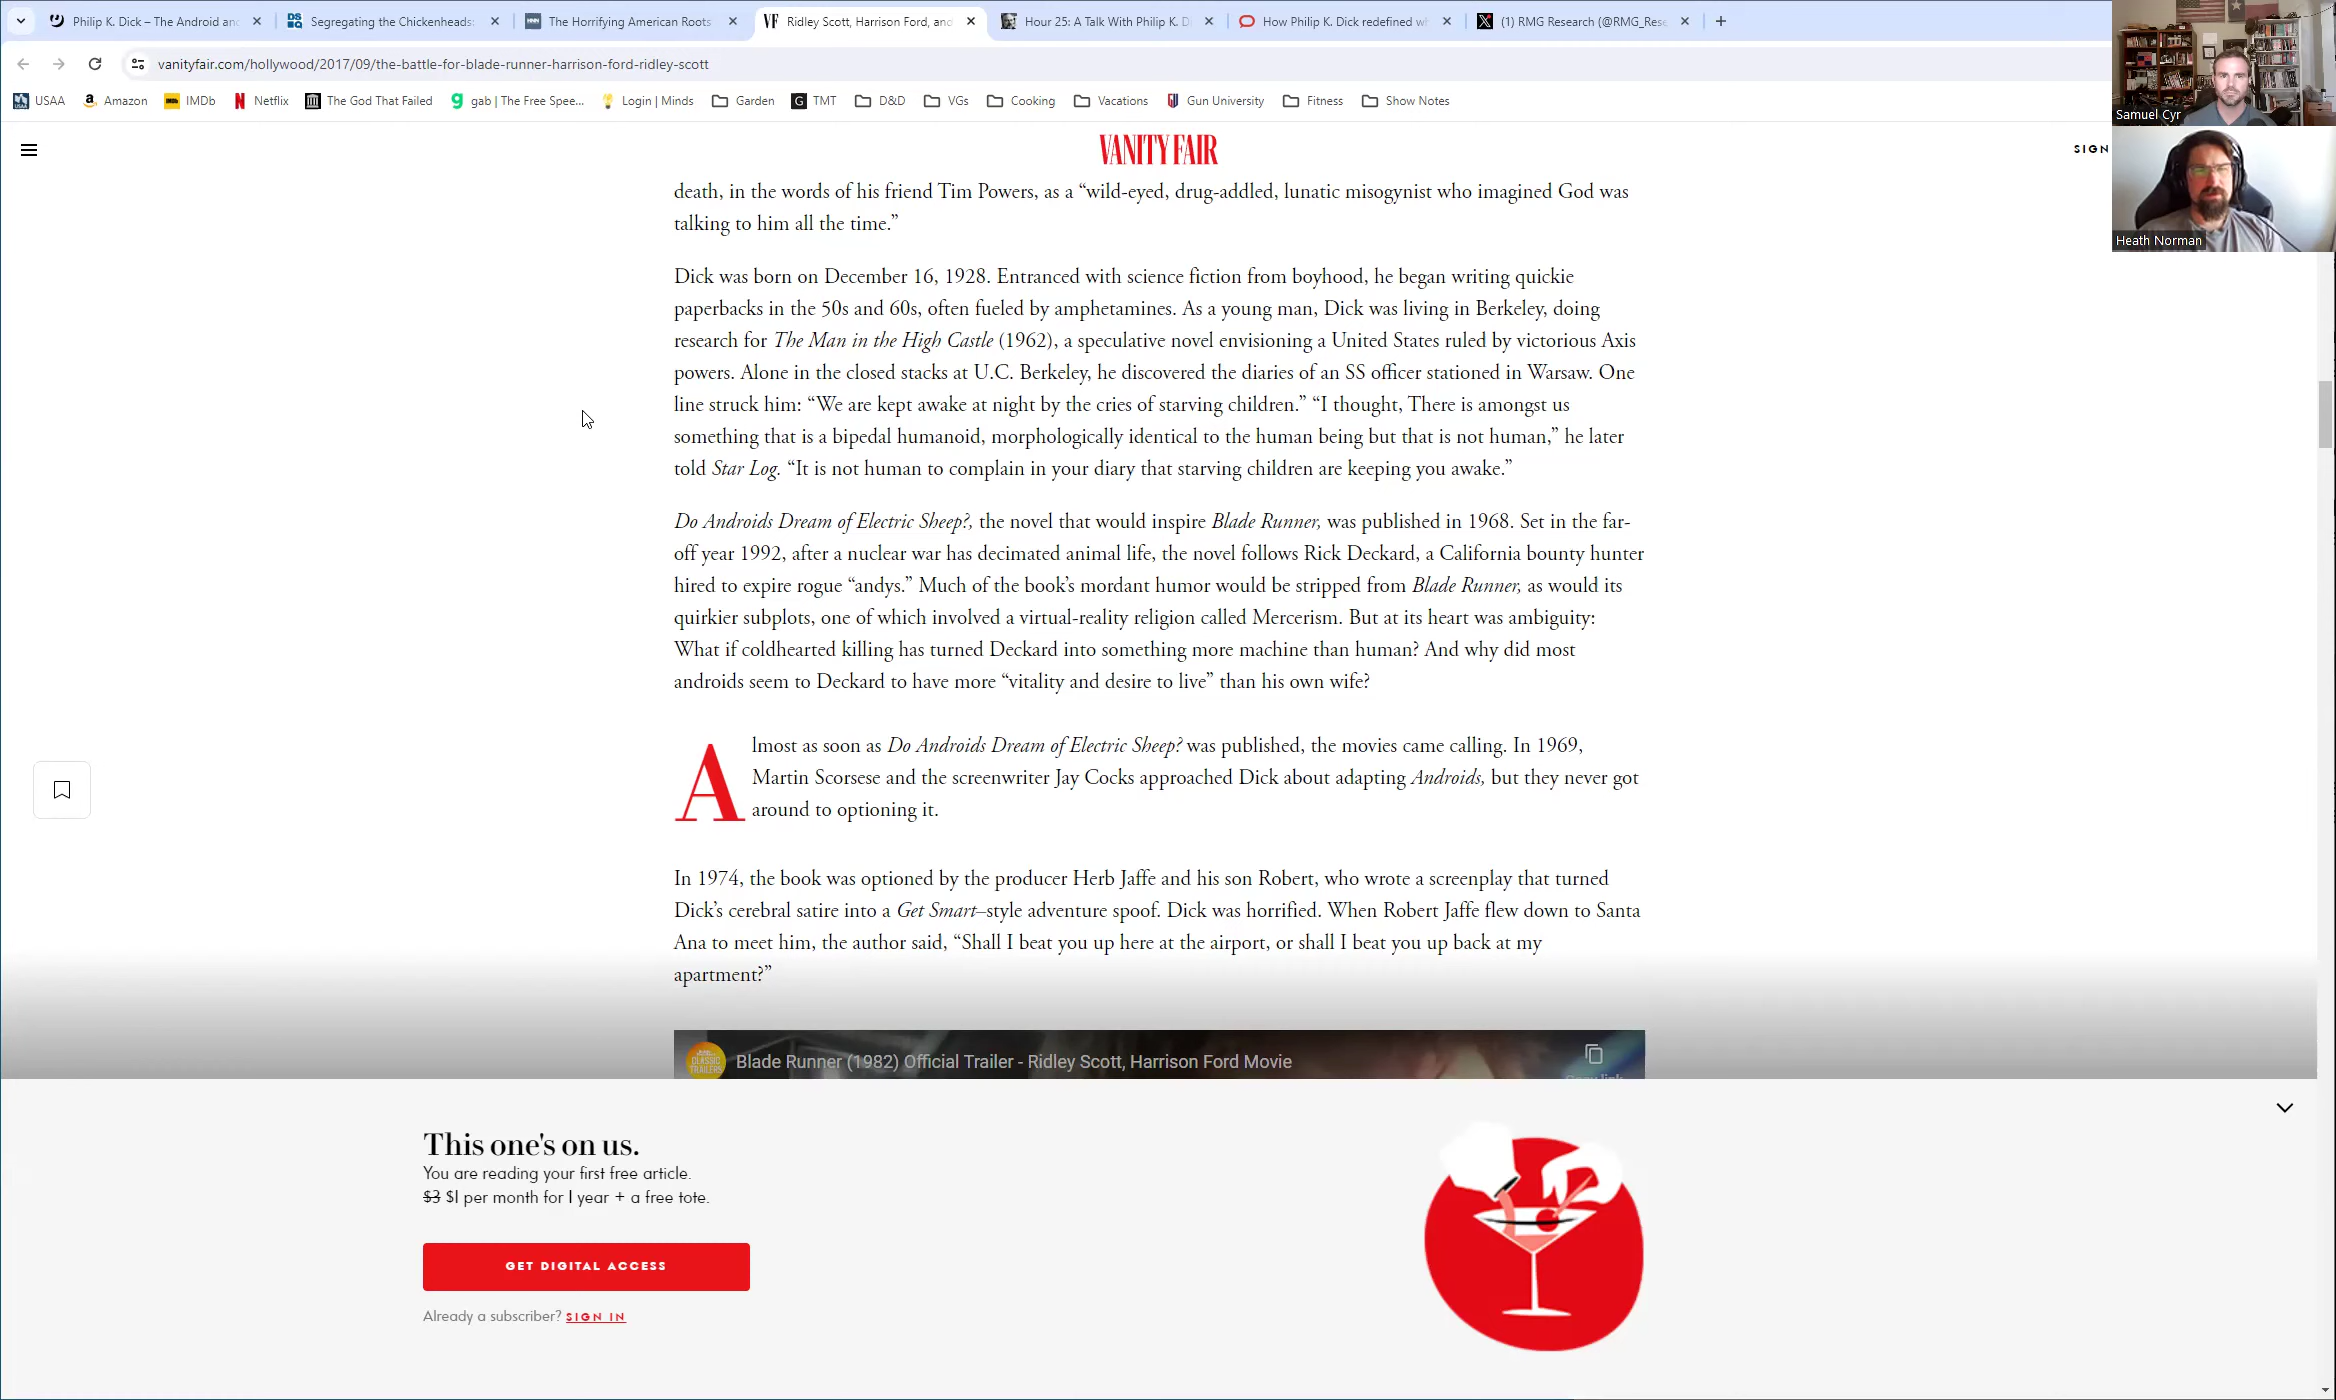 Philip K. Dick – The Android anc
Segregating the Chickenheads:
The Horrifying American Roots
Ridley Scott, Harrison Ford, and
Hour 25: A Talk With Philip K. D
How Philip K. Dick redefined wh
(1) RMG Research (@RMG_Rese
vanityfair.com/hollywood/2017/09/the-battle-for-blade-runner-harrison-ford-ridley-scott
USAA Amazon IMDb Netflix The God That Failed gab | The Free Spee... Login | Minds Garden TMT D&D VGs Cooking Vacations Gun University Fitness Show Notes
Samuel Cyr
Heath Norman
VANITY FAIR
SIGN
death, in the words of his friend Tim Powers, as a “wild-eyed, drug-addled, lunatic misogynist who imagined God was
talking to him all the time.”
Dick was born on December 16, 1928. Entranced with science fiction from boyhood, he began writing quickie
paperbacks in the 50s and 60s, often fueled by amphetamines. As a young man, Dick was living in Berkeley, doing
research for The Man in the High Castle (1962), a speculative novel envisioning a United States ruled by victorious Axis
powers. Alone in the closed stacks at U.C. Berkeley, he discovered the diaries of an SS officer stationed in Warsaw. One
line struck him: “We are kept awake at night by the cries of starving children.” “I thought, There is amongst us
something that is a bipedal humanoid, morphologically identical to the human being but that is not human,” he later
told Star Log. “It is not human to complain in your diary that starving children are keeping you awake.”
Do Androids Dream of Electric Sheep?, the novel that would inspire Blade Runner, was published in 1968. Set in the far-
off year 1992, after a nuclear war has decimated animal life, the novel follows Rick Deckard, a California bounty hunter
hired to expire rogue “andys.” Much of the book’s mordant humor would be stripped from Blade Runner, as would its
quirkier subplots, one of which involved a virtual-reality religion called Mercerism. But at its heart was ambiguity:
What if coldhearted killing has turned Deckard into something more machine than human? And why did most
androids seem to Deckard to have more “vitality and desire to live” than his own wife?
Almost as soon as Do Androids Dream of Electric Sheep? was published, the movies came calling. In 1969,
Martin Scorsese and the screenwriter Jay Cocks approached Dick about adapting Androids, but they never got
around to optioning it.
In 1974, the book was optioned by the producer Herb Jaffe and his son Robert, who wrote a screenplay that turned
Dick’s cerebral satire into a Get Smart–style adventure spoof. Dick was horrified. When Robert Jaffe flew down to Santa
Ana to meet him, the author said, “Shall I beat you up here at the airport, or shall I beat you up back at my
apartment?”
CLASSIC
TRAILERS
Blade Runner (1982) Official Trailer - Ridley Scott, Harrison Ford Movie
This one's on us.
You are reading your first free article.
$3 $1 per month for 1 year + a free tote.
GET DIGITAL ACCESS
Already a subscriber? SIGN IN